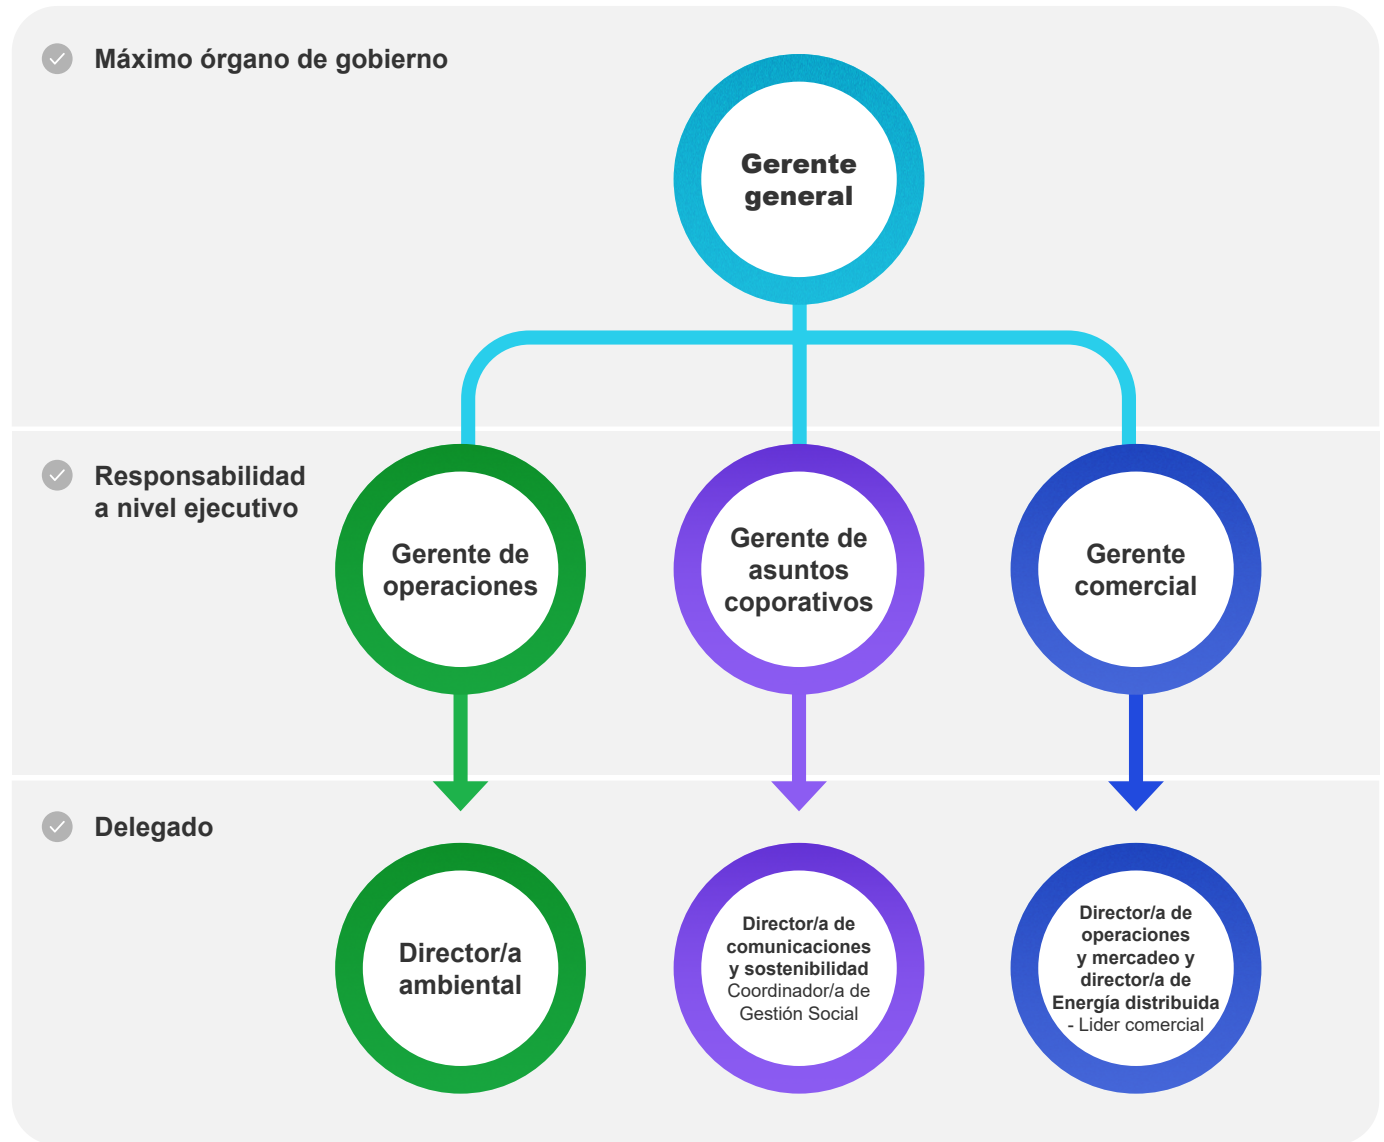 Máximo órgano de gobierno
Gerente
general
Responsabilidad
a nivel ejecutivo
Gerente de
operaciones
Gerente de
asuntos
coporativos
Gerente
comercial
Delegado
Director/a
ambiental
Director/a de
comunicaciones
y sostenibilidad
Coordinador/a de
Gestión Social
Director/a de
operaciones
y mercadeo y
director/a de
Energía distribuida
- Lider comercial